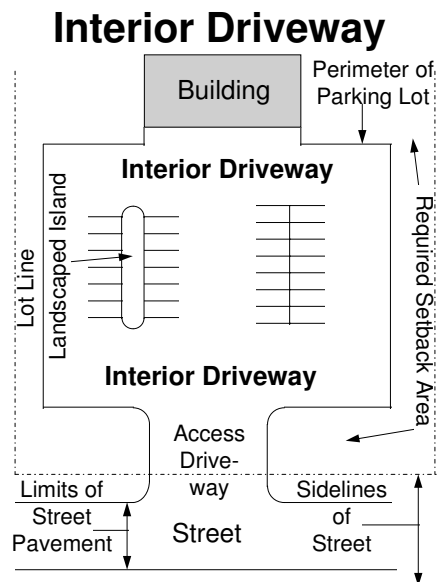 Interior Driveway
Building
Perimeter of
Parking Lot
Interior Driveway
Lot Line
Landscaped Island
Required Setback Area
Interior Driveway
Access
Drive-
way
Limits of
Street
Pavement
Street
Sidelines
of
Street